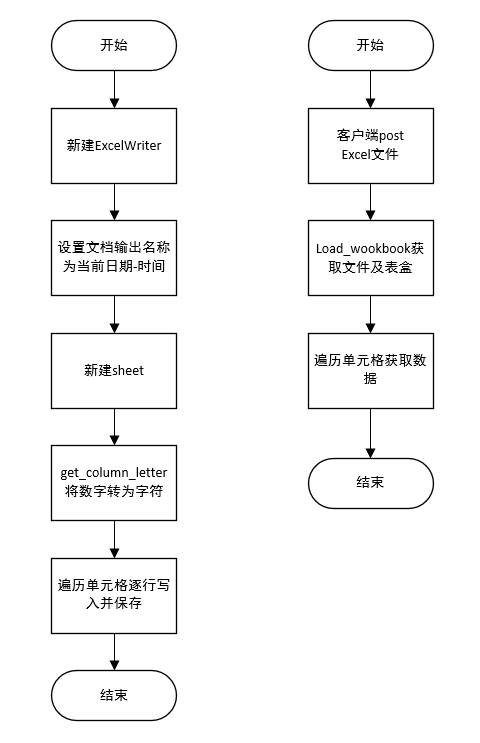 开始
新建ExcelWriter
设置文档输出名称
为当前日期-时间
新建sheet
get_column_letter
将数字转为字符
遍历单元格逐行写
入并保存
结束
开始
客户端post
Excel文件
Load_wookbook获
取文件及表盒
遍历单元格获取数
据
结束